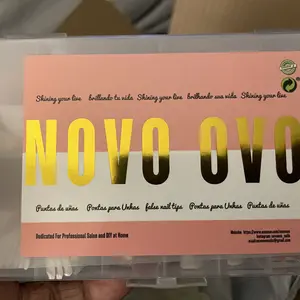 Shining your live brillando tu vida Shining your live brilhando sua vida Shining your live
NOVO OVO
Puntas de uñas Pontas para Unhas false nail tips Pontas para Unhas Puntas de uñas
Dedicated For Professional Salon and DIY at Home
Website: